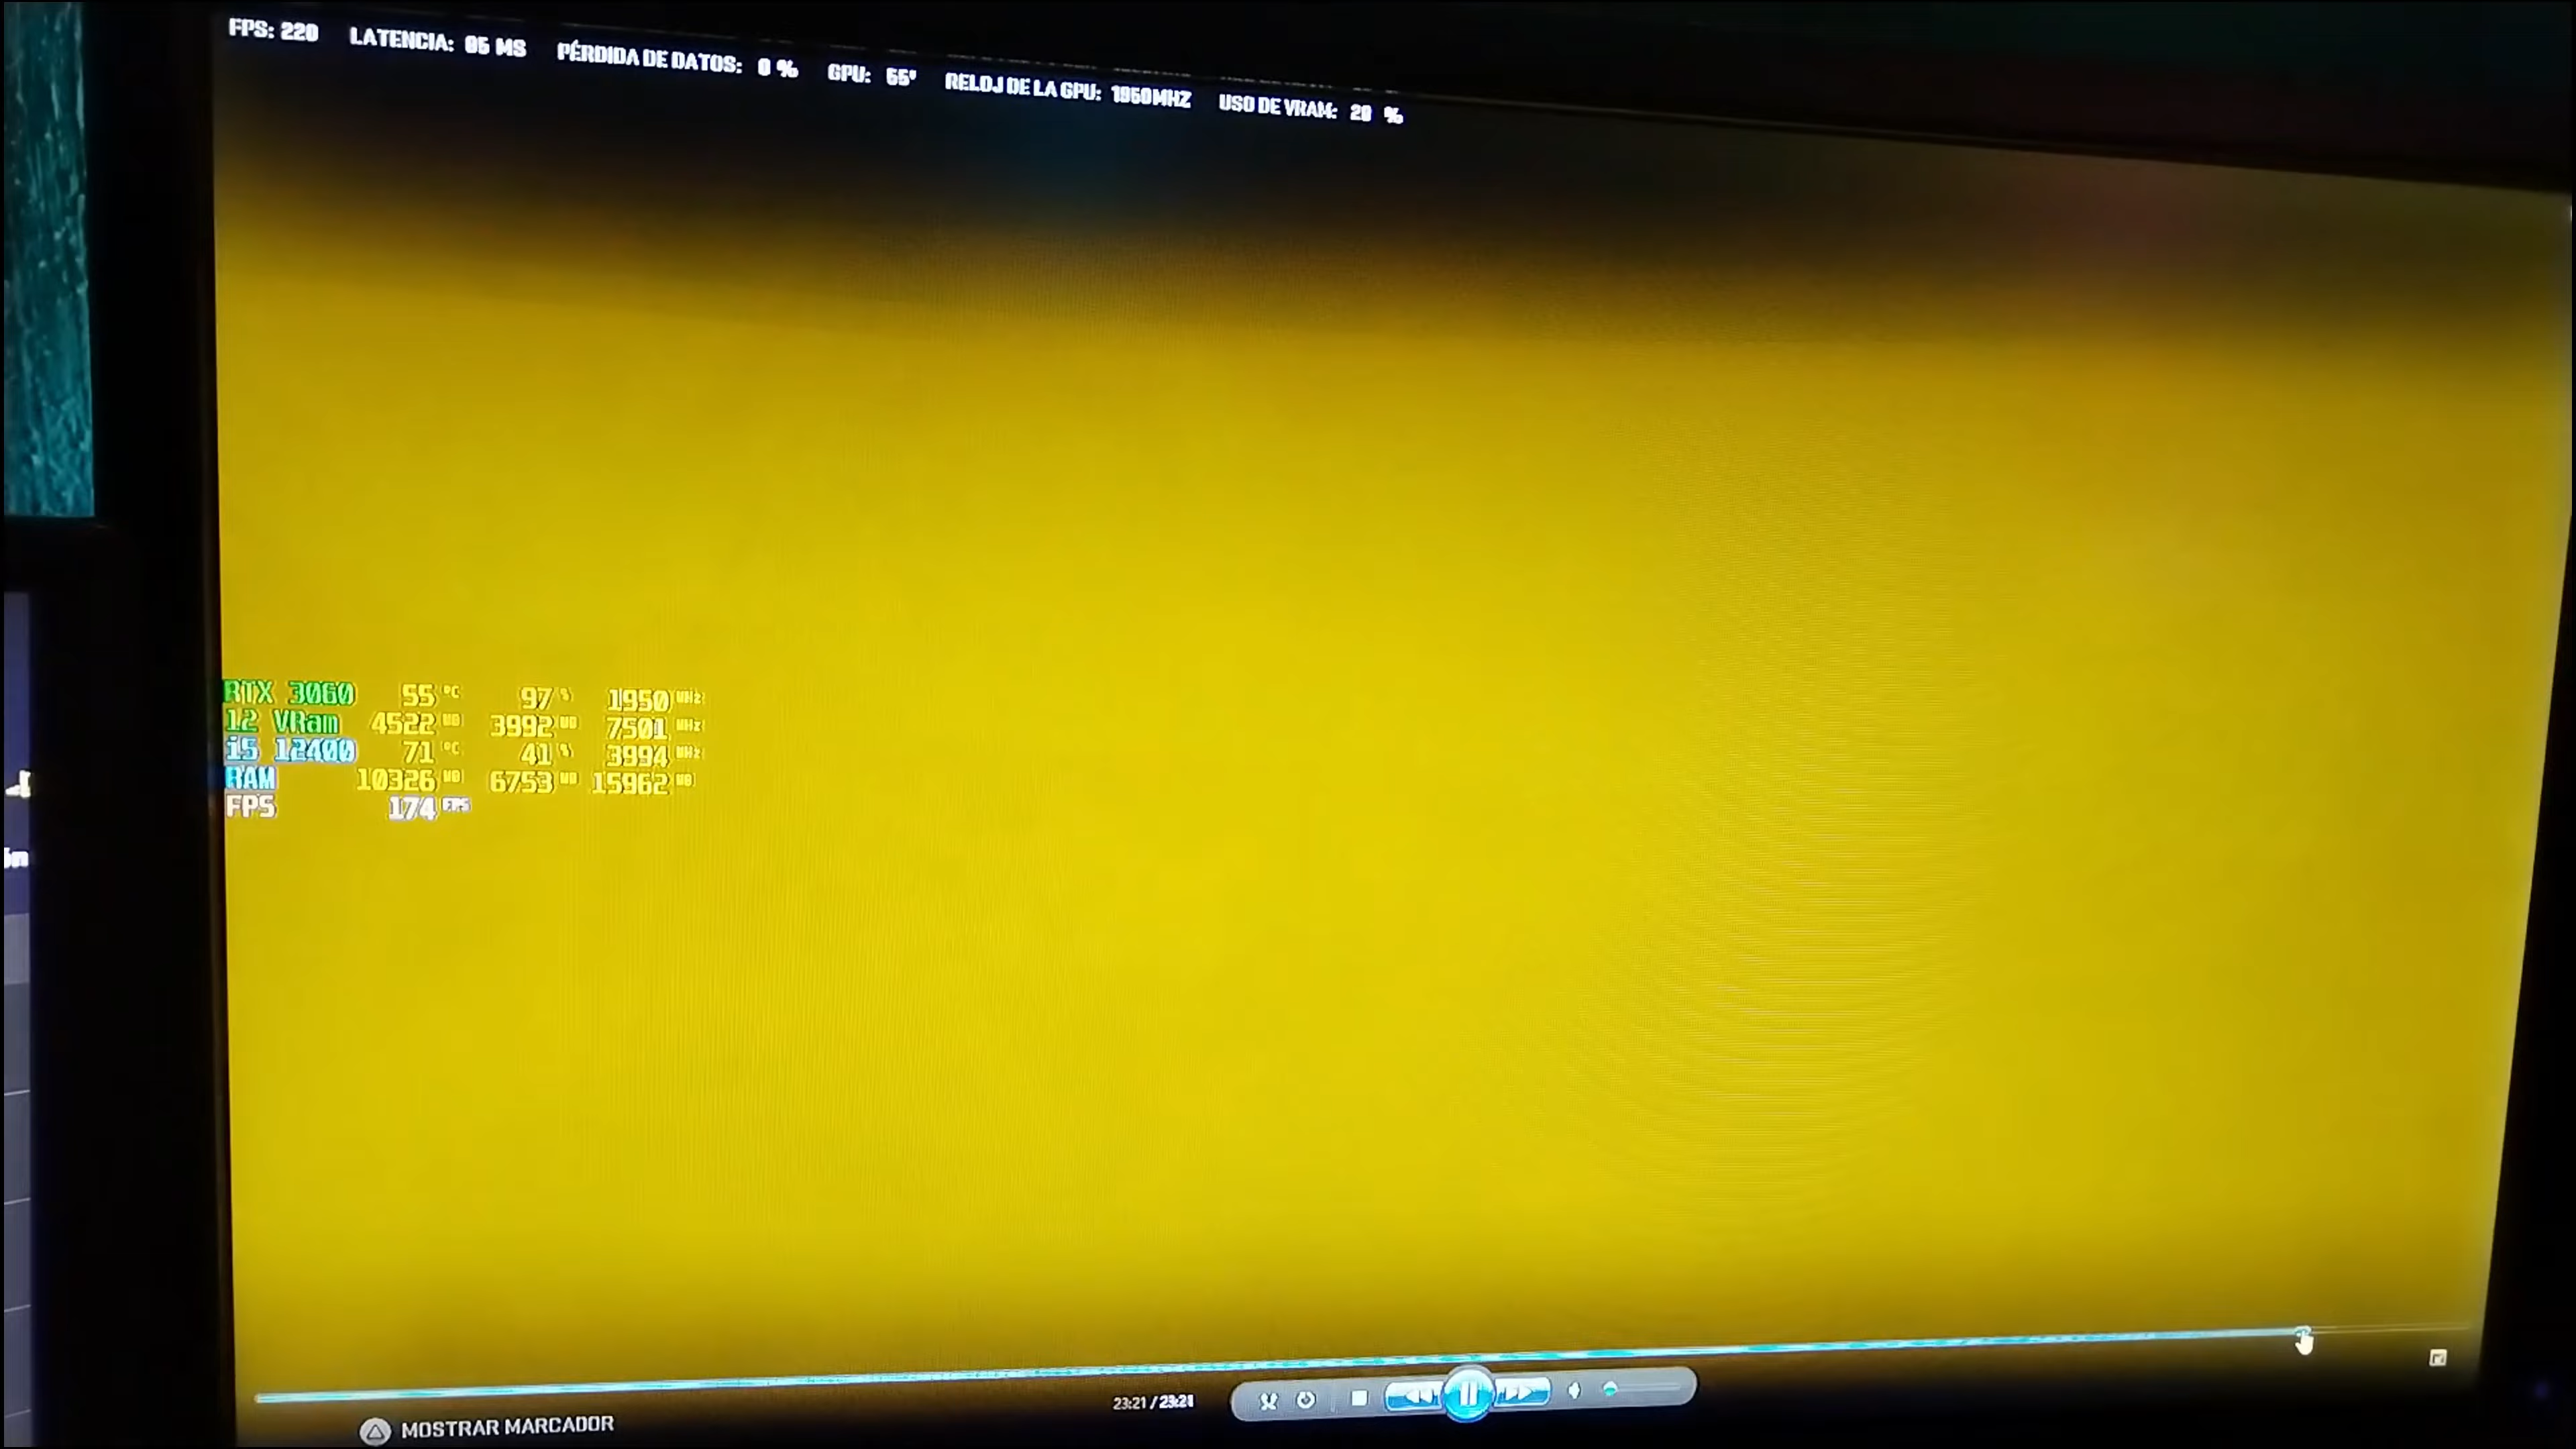 FPS: 220 LATENCIA: 05 MS PÉRDIDA DE DATOS: 0 % GPU: 55° RELOJ DE LA GPU: 1950MHZ USO DE VRAM: 28 %
RTX 3060 55 °C 97 % 1950 MHz
12 VRam 4522 MB 3992 MB 7501 MHz
i5 12400 71 °C 41 % 3994 MHz
RAM 10326 MB 6753 MB 15962 MB
FPS 174 FPS
23:21 / 23:21
MOSTRAR MARCADOR